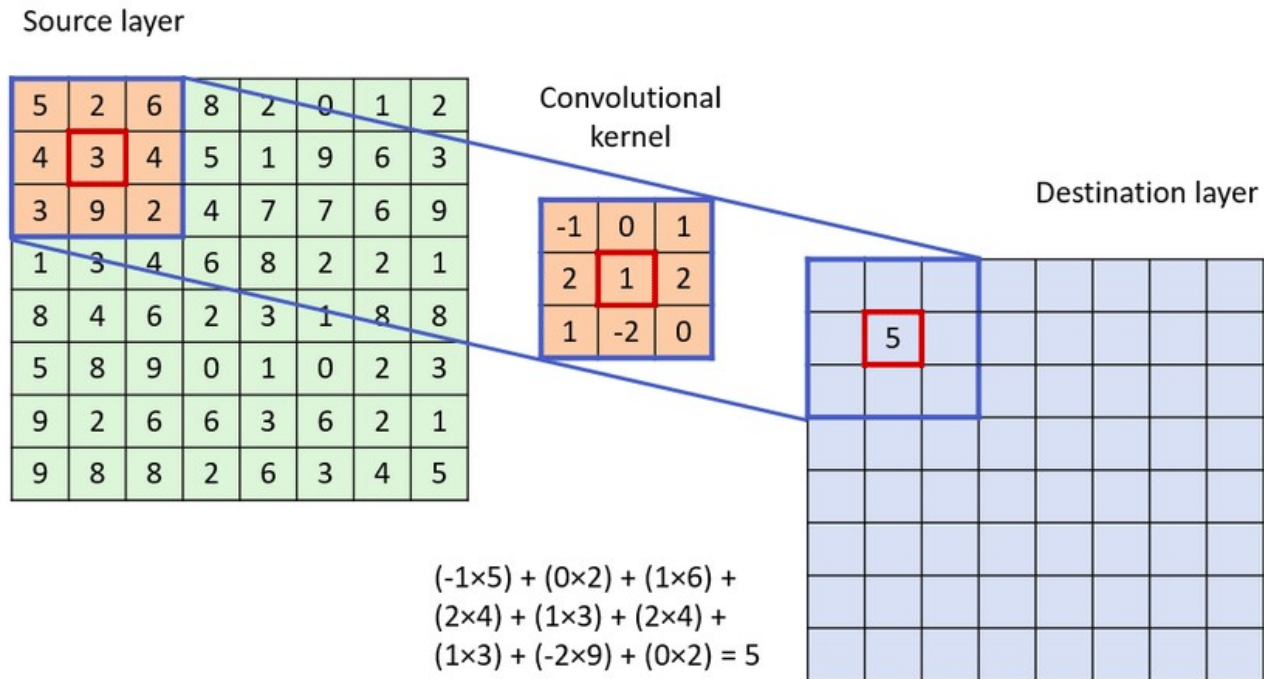 Source layer
5 2 6 8 2 0 1 2
4 3 4 5 1 9 6 3
3 9 2 4 7 7 6 9
1 3 4 6 8 2 2 1
8 4 6 2 3 1 8 8
5 8 9 0 1 0 2 3
9 2 6 6 3 6 2 1
9 8 8 2 6 3 4 5
Convolutional
kernel
-1 0 1
2 1 2
1 -2 0
Destination layer
5
(-1×5) + (0×2) + (1×6) +
(2×4) + (1×3) + (2×4) +
(1×3) + (-2×9) + (0×2) = 5